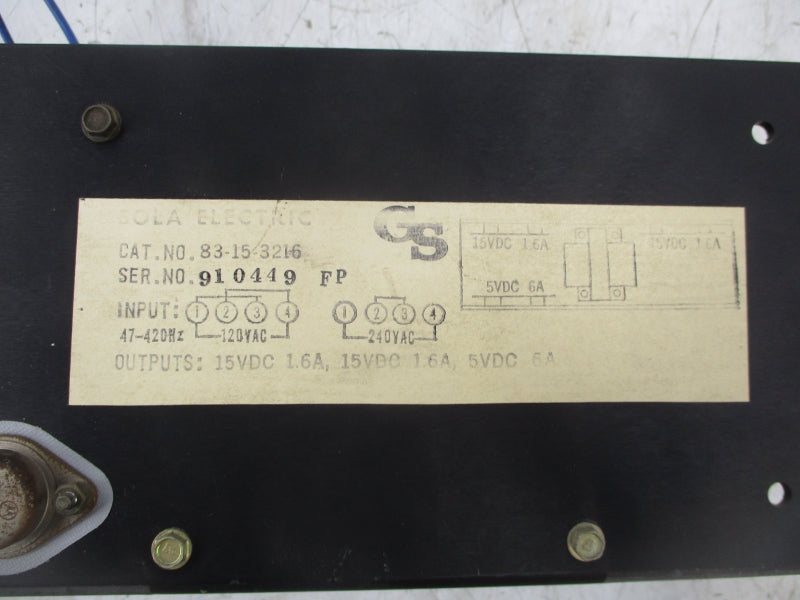 SOLA ELECTRIC
GS
CAT.NO. 83-15-3216
SER.NO. 910449 FP
INPUT: 1 2 3 4 1 2 3 4
47-420Hz 120VAC 240VAC
OUTPUTS: 15VDC 1.6A, 15VDC 1.6A, 5VDC 6A
15VDC 1.6A 15VDC 1.6A
5VDC 6A